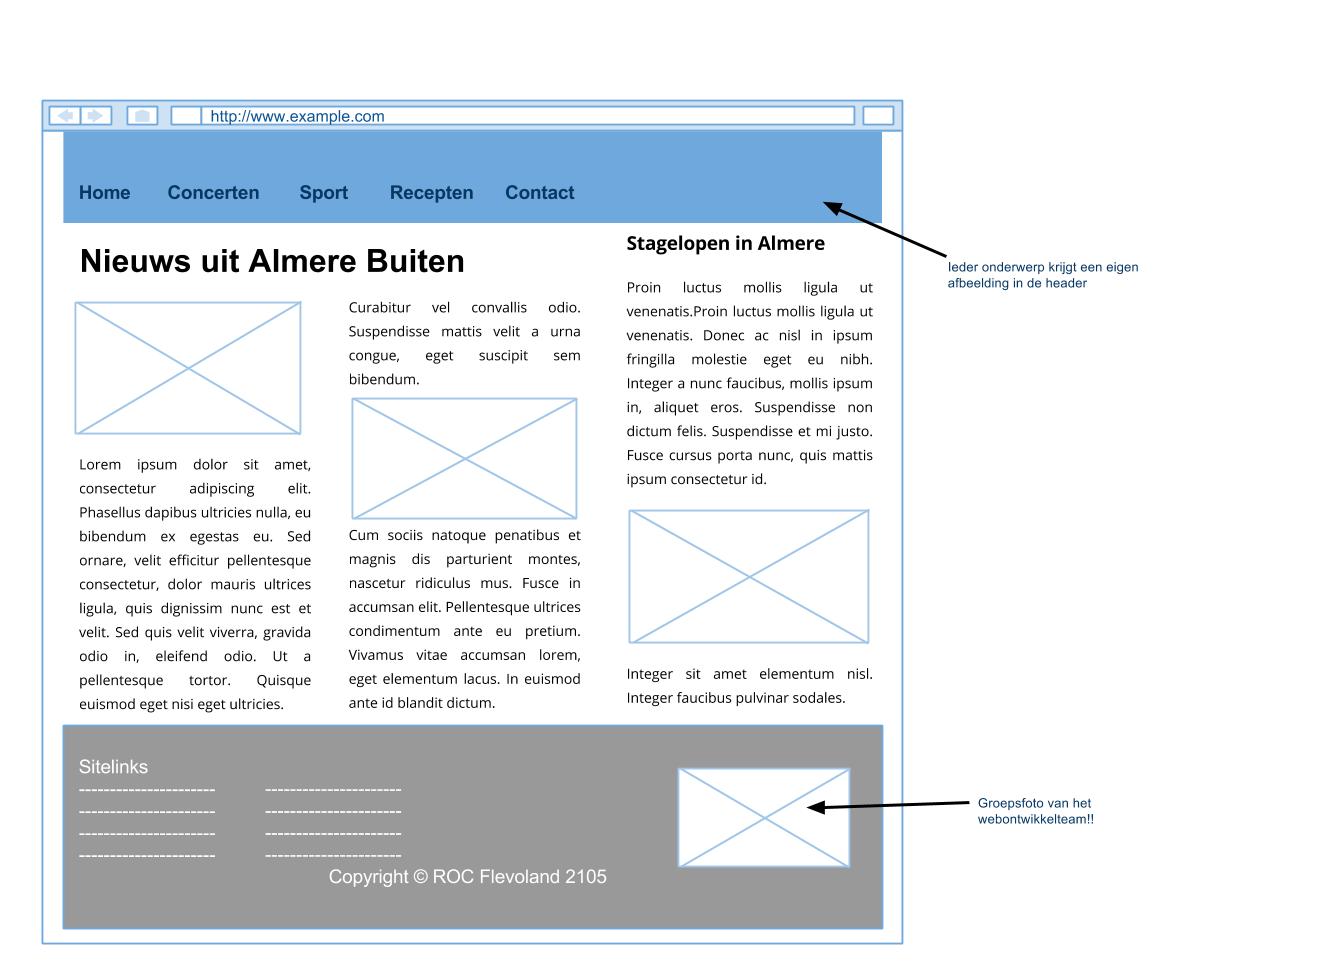 http://www.example.com
Home Concerten Sport Recepten Contact
Nieuws uit Almere Buiten
Lorem ipsum dolor sit amet,
consectetur adipiscing elit.
Phasellus dapibus ultricies nulla, eu
bibendum ex egestas eu. Sed
ornare, velit efficitur pellentesque
consectetur, dolor mauris ultrices
ligula, quis dignissim nunc est et
velit. Sed quis velit viverra, gravida
odio in, eleifend odio. Ut a
pellentesque tortor. Quisque
euismod eget nisi eget ultricies.
Curabitur vel convallis odio.
Suspendisse mattis velit a urna
congue, eget suscipit sem
bibendum.
Cum sociis natoque penatibus et
magnis dis parturient montes,
nascetur ridiculus mus. Fusce in
accumsan elit. Pellentesque ultrices
condimentum ante eu pretium.
Vivamus vitae accumsan lorem,
eget elementum lacus. In euismod
ante id blandit dictum.
Stagelopen in Almere
Proin luctus mollis ligula ut
venenatis.Proin luctus mollis ligula ut
venenatis. Donec ac nisl in ipsum
fringilla molestie eget eu nibh.
Integer a nunc faucibus, mollis ipsum
in, aliquet eros. Suspendisse non
dictum felis. Suspendisse et mi justo.
Fusce cursus porta nunc, quis mattis
ipsum consectetur id.
Integer sit amet elementum nisl.
Integer faucibus pulvinar sodales.
Ieder onderwerp krijgt een eigen
afbeelding in de header
Sitelinks
---------------------- ----------------------
---------------------- ----------------------
---------------------- ----------------------
---------------------- ----------------------
Copyright © ROC Flevoland 2105
Groepsfoto van het
webontwikkelteam!!